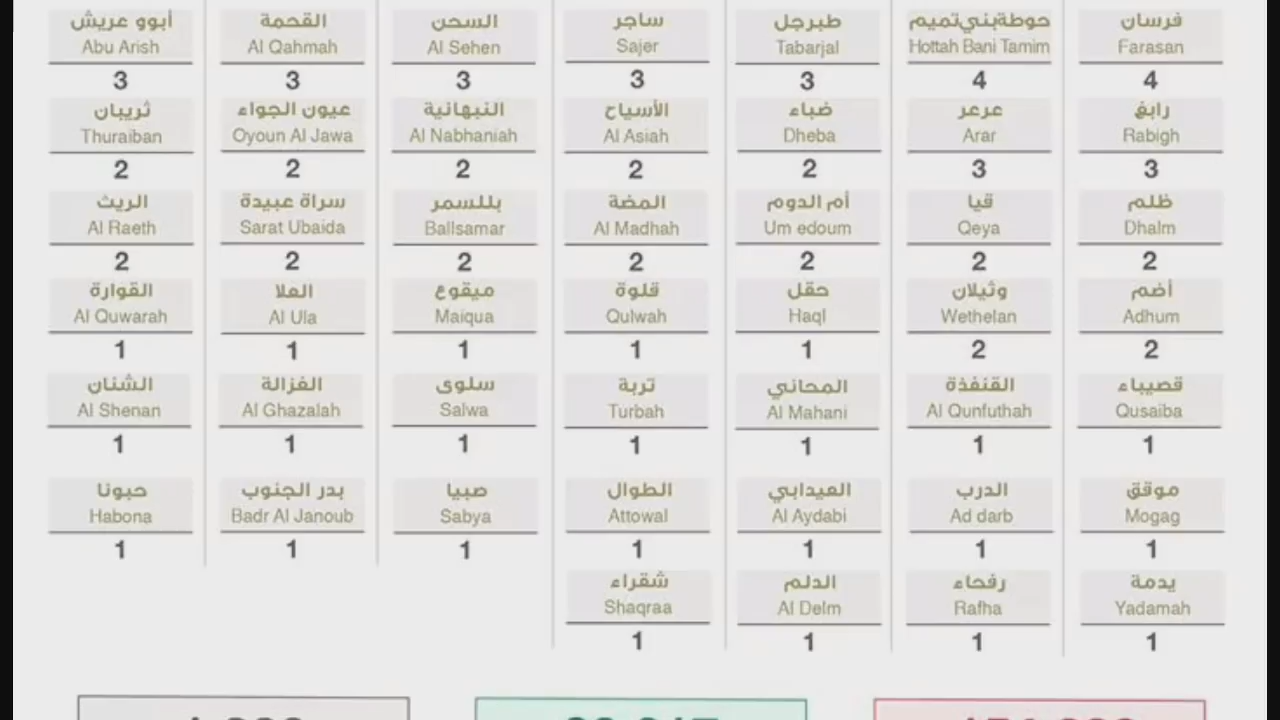 أبوو عريش
Abu Arish
3
القحمة
Al Qahmah
3
السحن
Al Sehen
3
ساجر
Sajer
3
طبرجل
Tabarjal
3
حوطةبنيتميم
Hottah Bani Tamim
4
فرسان
Farasan
4
ثريبان
Thuraiban
2
عيون الجواء
Oyoun Al Jawa
2
النبهانية
Al Nabhaniah
2
الأسياح
Al Asiah
2
ضباء
Dheba
2
عرعر
Arar
3
رابغ
Rabigh
3
الريث
Al Raeth
2
سراة عبيدة
Sarat Ubaida
2
بللسمر
Ballsamar
2
المضة
Al Madhah
2
أم الدوم
Um edoum
2
قيا
Qeya
2
ظلم
Dhalm
2
القوارة
Al Quwarah
1
العلا
Al Ula
1
ميقوع
Maiqua
1
قلوة
Qulwah
1
حقل
Haql
1
وثيلان
Wethelan
2
أضم
Adhum
2
الشنان
Al Shenan
1
الغزالة
Al Ghazalah
1
سلوى
Salwa
1
تربة
Turbah
1
المحاني
Al Mahani
1
القنفذة
Al Qunfuthah
1
قصيباء
Qusaiba
1
حبونا
Habona
1
بدر الجنوب
Badr Al Janoub
1
صبيا
Sabya
1
الطوال
Attowal
1
العيدابي
Al Aydabi
1
الدرب
Ad darb
1
موقق
Mogag
1
شقراء
Shaqraa
1
الدلم
Al Delm
1
رفحاء
Rafha
1
يدمة
Yadamah
1